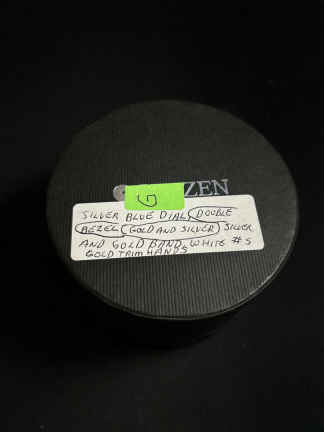 ZEN
G
SILVER BLUE DIAL DOUBLE
BEZEL (GOLD AND SILVER) SILVER
AND GOLD BAND, WHITE #S
GOLD TRIM HANDS